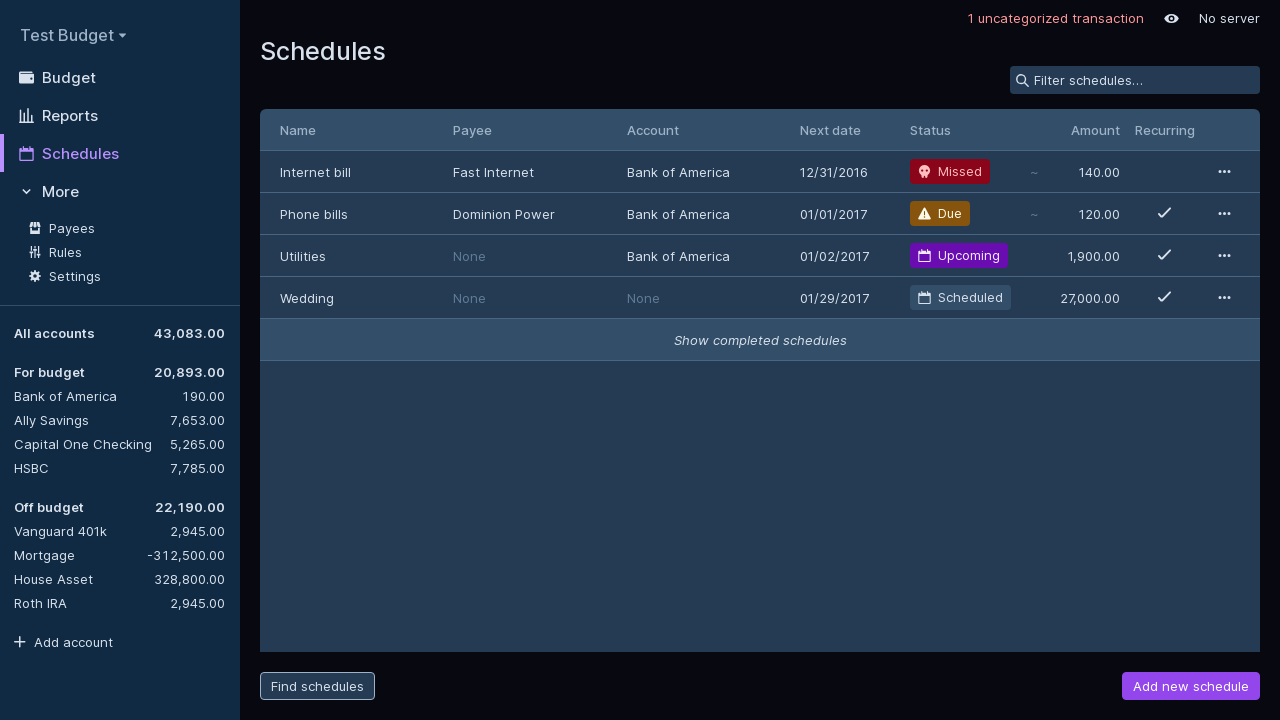 Test Budget
Budget
Reports
Schedules
More
Payees
Rules
Settings
All accounts 43,083.00
For budget 20,893.00
Bank of America 190.00
Ally Savings 7,653.00
Capital One Checking 5,265.00
HSBC 7,785.00
Off budget 22,190.00
Vanguard 401k 2,945.00
Mortgage -312,500.00
House Asset 328,800.00
Roth IRA 2,945.00
Add account
1 uncategorized transaction No server
Schedules
Filter schedules…
Name Payee Account Next date Status Amount Recurring
Internet bill Fast Internet Bank of America 12/31/2016 Missed ~ 140.00
Phone bills Dominion Power Bank of America 01/01/2017 Due ~ 120.00
Utilities None Bank of America 01/02/2017 Upcoming 1,900.00
Wedding None None 01/29/2017 Scheduled 27,000.00
Show completed schedules
Find schedules Add new schedule